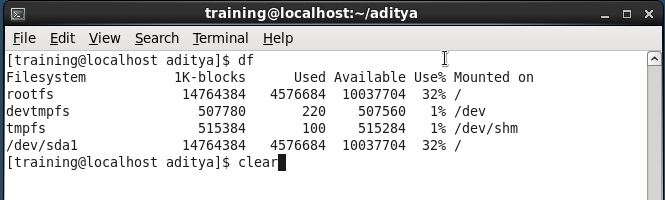 training@localhost:~/aditya
File Edit View Search Terminal Help
[training@localhost aditya]$ df
Filesystem 1K-blocks Used Available Use% Mounted on
rootfs 14764384 4576684 10037704 32% /
devtmpfs 507780 220 507560 1% /dev
tmpfs 515384 100 515284 1% /dev/shm
/dev/sda1 14764384 4576684 10037704 32% /
[training@localhost aditya]$ clear